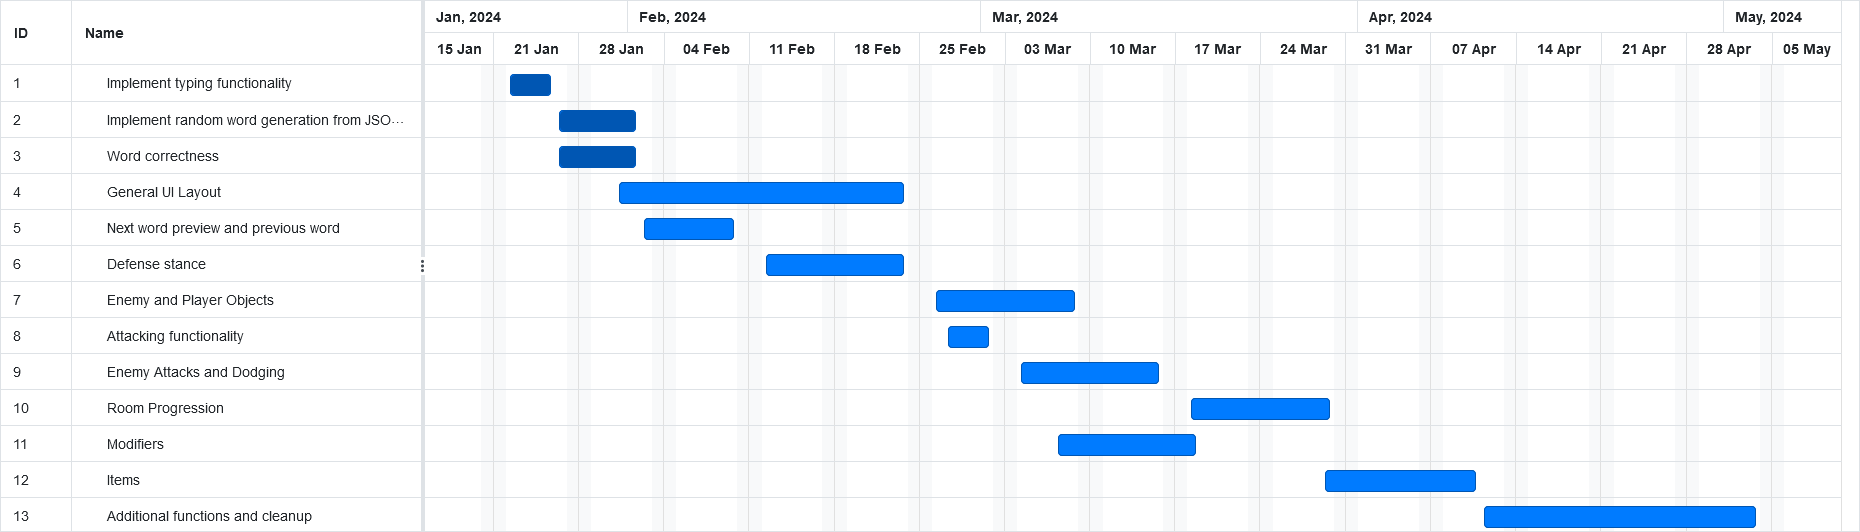 ID Name Jan, 2024 Feb, 2024 Mar, 2024 Apr, 2024 May, 2024
15 Jan 21 Jan 28 Jan 04 Feb 11 Feb 18 Feb 25 Feb 03 Mar 10 Mar 17 Mar 24 Mar 31 Mar 07 Apr 14 Apr 21 Apr 28 Apr 05 May
1 Implement typing functionality
2 Implement random word generation from JSO...
3 Word correctness
4 General UI Layout
5 Next word preview and previous word
6 Defense stance
7 Enemy and Player Objects
8 Attacking functionality
9 Enemy Attacks and Dodging
10 Room Progression
11 Modifiers
12 Items
13 Additional functions and cleanup